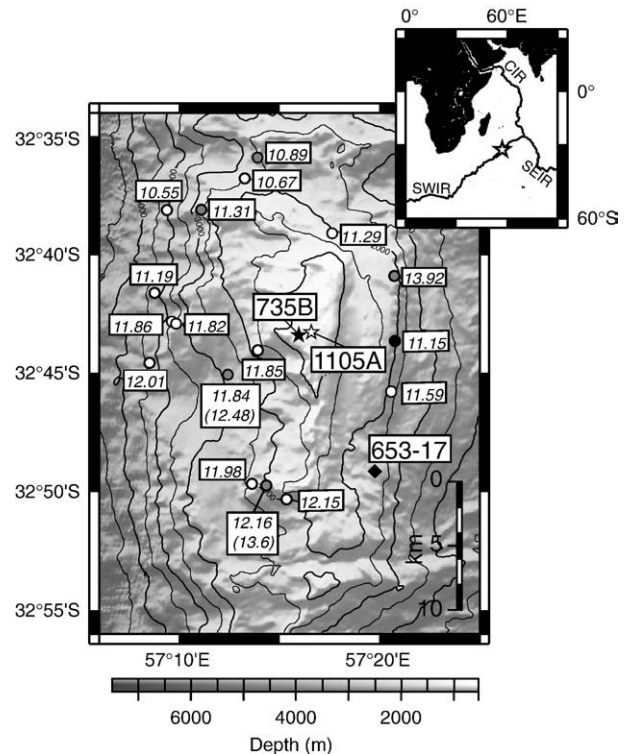 0° 60°E
CIR
0°
SEIR
SWIR
60°S
32°35'S
10.89
10.67
10.55
11.31
32°40'S
11.29
2000
13.92
11.19
735B
11.86
11.82
1105A
11.15
12.01
11.85
32°45'S
11.84
(12.48)
11.59
653-17
11.98
0
32°50'S
12.15
12.16
(13.6)
km 5
10
32°55'S
57°10'E 57°20'E
6000 4000 2000
Depth (m)